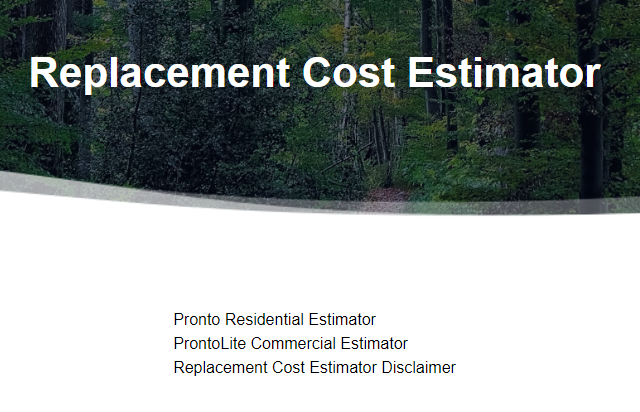 Replacement Cost Estimator
Pronto Residential Estimator
ProntoLite Commercial Estimator
Replacement Cost Estimator Disclaimer